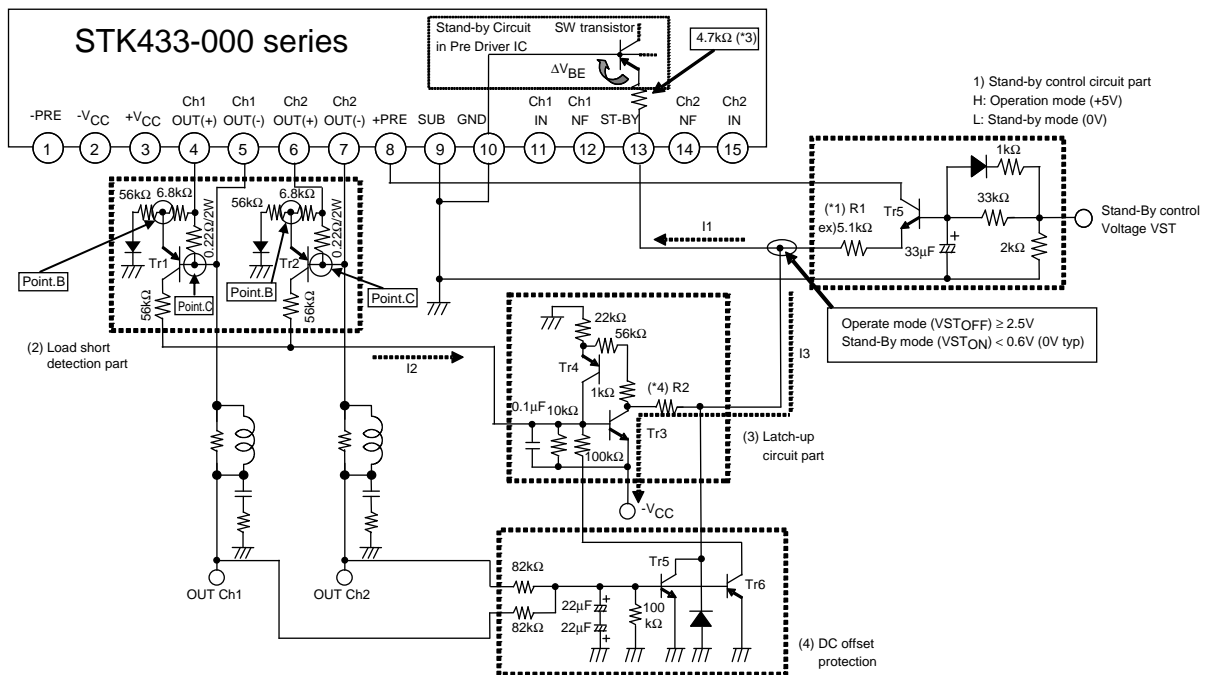 STK433-000 series
Stand-by Circuit
in Pre Driver IC
SW transistor
ΔVBE
4.7kΩ (*3)
1) Stand-by control circuit part
H: Operation mode (+5V)
L: Stand-by mode (0V)
-PRE
-VCC
+VCC
Ch1
OUT(+)
Ch1
OUT(-)
Ch2
OUT(+)
Ch2
OUT(-)
+PRE
SUB
GND
Ch1
IN
Ch1
NF
ST-BY
Ch2
NF
Ch2
IN
1
2
3
4
5
6
7
8
9
10
11
12
13
14
15
56kΩ
6.8kΩ
0.22Ω/2W
Tr1
Point.B
Point.C
56kΩ
56kΩ
6.8kΩ
0.22Ω/2W
Tr2
Point.B
Point.C
56kΩ
(2) Load short
detection part
I2
I1
(*1) R1
ex)5.1kΩ
Tr5
1kΩ
33kΩ
33μF
+
2kΩ
Stand-By control
Voltage VST
Operate mode (VSTOFF) ≥ 2.5V
Stand-By mode (VSTON) < 0.6V (0V typ)
I3
22kΩ
56kΩ
Tr4
1kΩ
(*4) R2
0.1μF
10kΩ
Tr3
100kΩ
(3) Latch-up
circuit part
-VCC
OUT Ch1
OUT Ch2
82kΩ
82kΩ
22μF
+
22μF
+
100
kΩ
Tr5
Tr6
(4) DC offset
protection